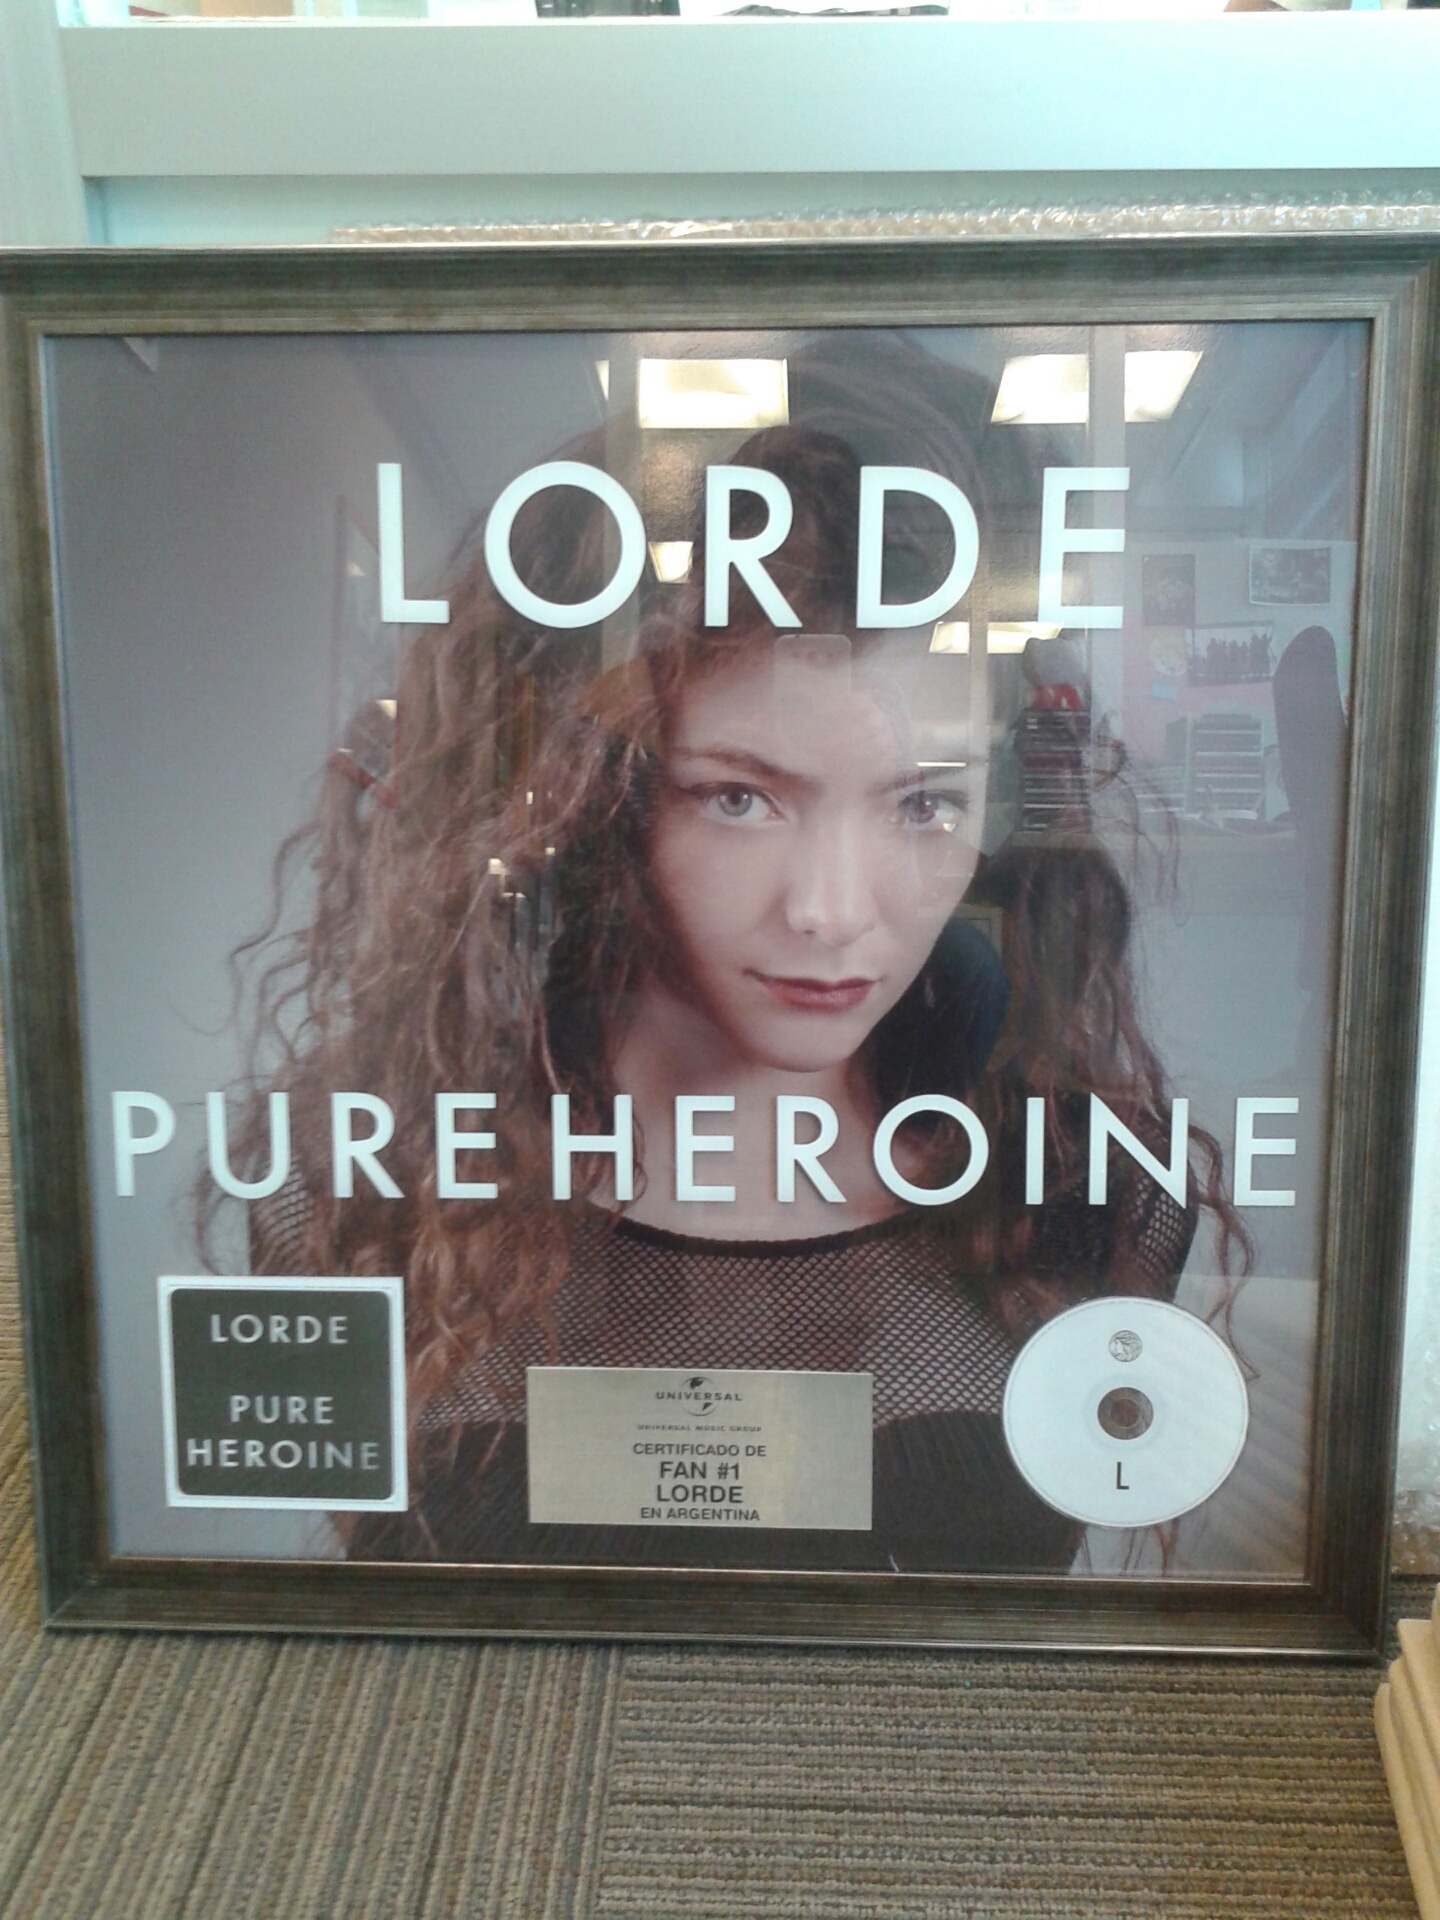 LORDE
PURE HEROINE
LORDE
PURE
HEROINE
UNIVERSAL
UNIVERSAL MUSIC GROUP
CERTIFICADO DE
FAN #1
LORDE
EN ARGENTINA
L